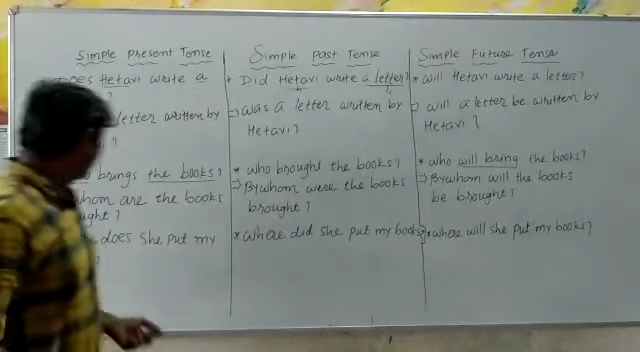 Simple Present Tense
Does Hetavi write a
letter written by
?
brings the books?
whom are the books
ught?
does she put my
?
Simple Past Tense
* Did Hetavi write a letter?
⇒ was a letter written by
Hetavi?
* who brought the books?
⇒ By whom were the books
brought?
* where did she put my books?
Simple Future Tense
* will Hetavi write a letter?
⇒ will a letter be written by
Hetavi?
* who will bring the books?
⇒ By whom will the books
be brought?
* where will she put my books?